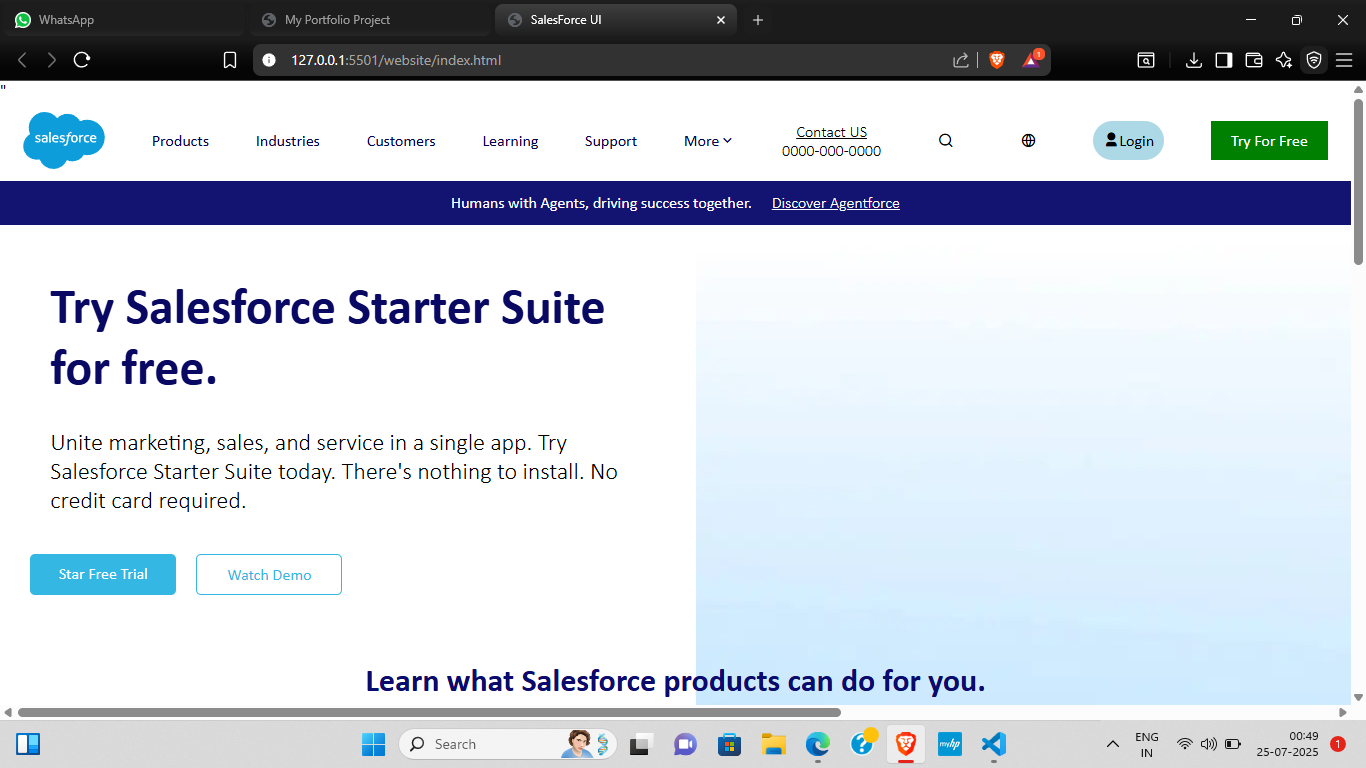 WhatsApp
My Portfolio Project
SalesForce UI
127.0.0.1:5501/website/index.html
1
"
salesforce
Products
Industries
Customers
Learning
Support
More
Contact US
0000-000-0000
Login
Try For Free
Humans with Agents, driving success together. Discover Agentforce
Try Salesforce Starter Suite
for free.
Unite marketing, sales, and service in a single app. Try
Salesforce Starter Suite today. There's nothing to install. No
credit card required.
Star Free Trial
Watch Demo
Learn what Salesforce products can do for you.
Search
myhp
ENG
IN
00:49
25-07-2025
1